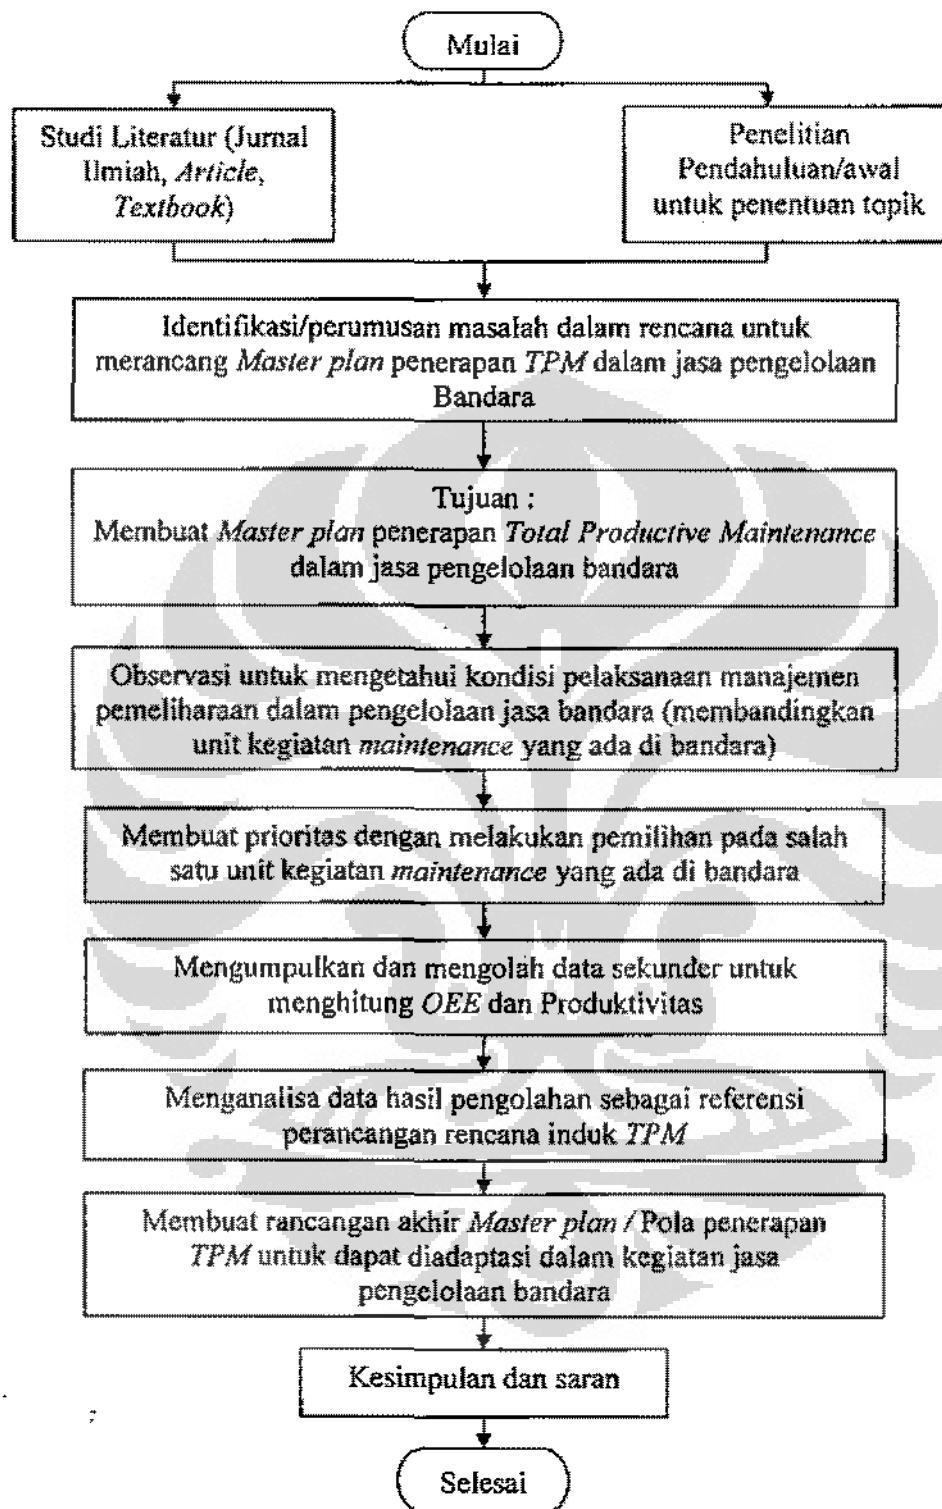 Mulai
Studi Literatur (Jurnal
Ilmiah, Article,
Textbook)
Penelitian
Pendahuluan/awal
untuk penentuan topik
Identifikasi/perumusan masalah dalam rencana untuk
merancang Master plan penerapan TPM dalam jasa pengelolaan
Bandara
Tujuan :
Membuat Master plan penerapan Total Productive Maintenance
dalam jasa pengelolaan bandara
Observasi untuk mengetahui kondisi pelaksanaan manajemen
pemeliharaan dalam pengelolaan jasa bandara (membandingkan
unit kegiatan maintenance yang ada di bandara)
Membuat prioritas dengan melakukan pemilihan pada salah
satu unit kegiatan maintenance yang ada di bandara
Mengumpulkan dan mengolah data sekunder untuk
menghitung OEE dan Produktivitas
Menganalisa data hasil pengolahan sebagai referensi
perancangan rencana induk TPM
Membuat rancangan akhir Master plan / Pola penerapan
TPM untuk dapat diadaptasi dalam kegiatan jasa
pengelolaan bandara
Kesimpulan dan saran
Selesai